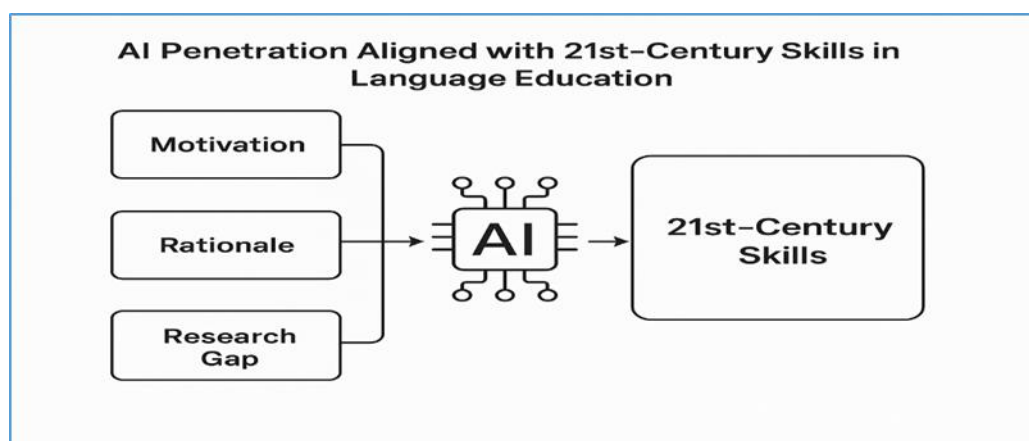 AI Penetration Aligned with 21st-Century Skills in
Language Education
Motivation
Rationale
Research
Gap
AI
21st-Century
Skills